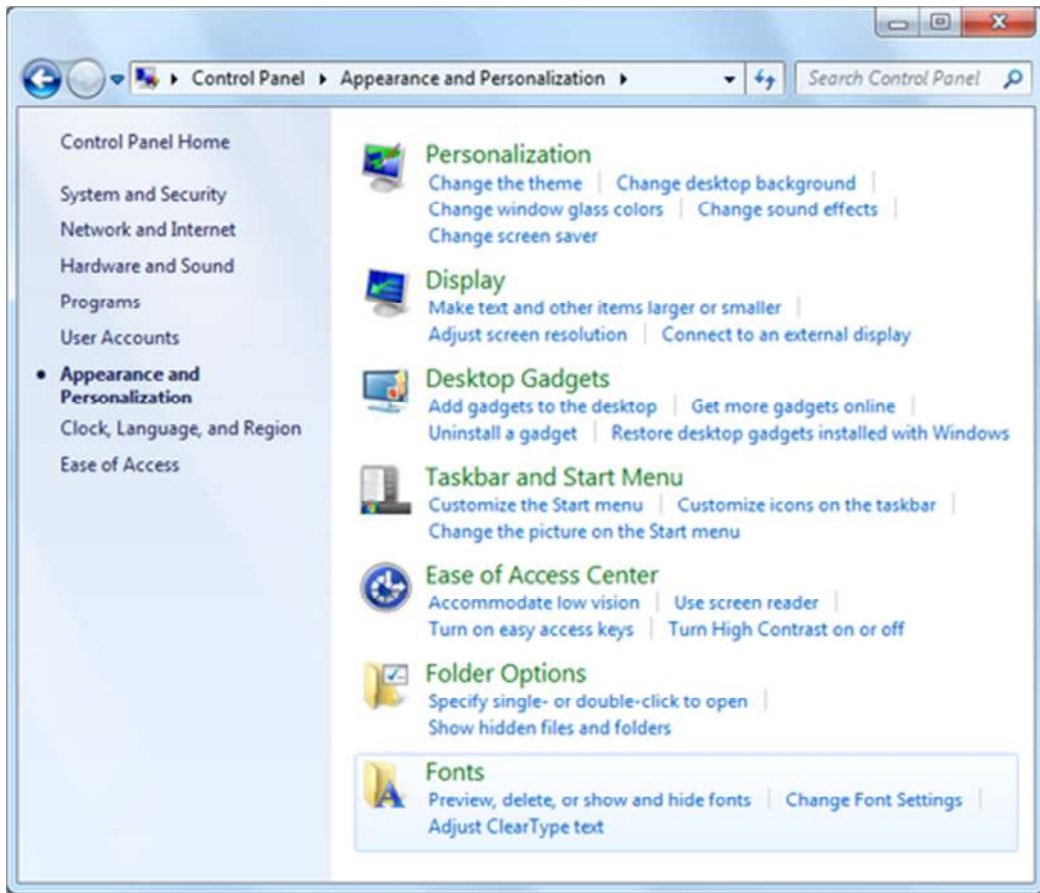 Control Panel Appearance and Personalization Search Control Panel
Control Panel Home
System and Security
Network and Internet
Hardware and Sound
Programs
User Accounts
Appearance and
Personalization
Clock, Language, and Region
Ease of Access
Personalization
Change the theme Change desktop background
Change window glass colors Change sound effects
Change screen saver
Display
Make text and other items larger or smaller
Adjust screen resolution Connect to an external display
Desktop Gadgets
Add gadgets to the desktop Get more gadgets online
Uninstall a gadget Restore desktop gadgets installed with Windows
Taskbar and Start Menu
Customize the Start menu Customize icons on the taskbar
Change the picture on the Start menu
Ease of Access Center
Accommodate low vision Use screen reader
Turn on easy access keys Turn High Contrast on or off
Folder Options
Specify single- or double-click to open
Show hidden files and folders
Fonts
Preview, delete, or show and hide fonts Change Font Settings
Adjust ClearType text